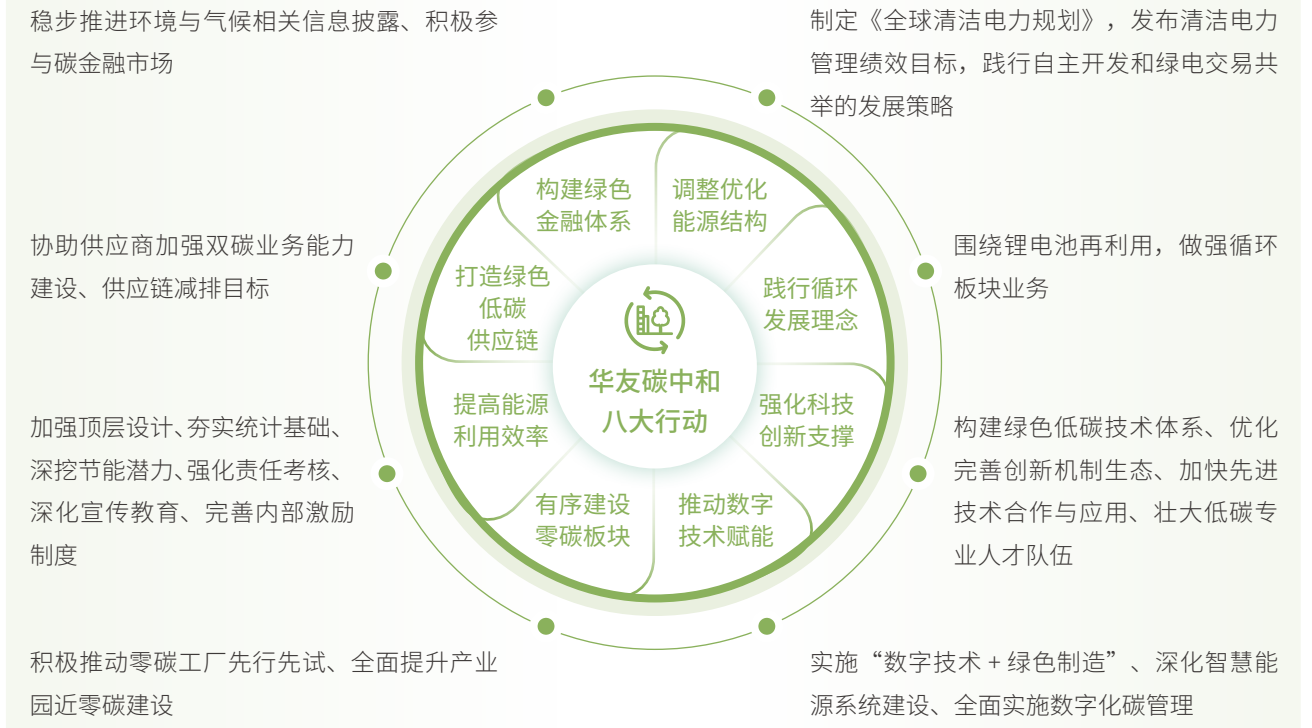 稳步推进环境与气候相关信息披露、积极参
与碳金融市场
制定《全球清洁电力规划》，发布清洁电力
管理绩效目标，践行自主开发和绿电交易共
举的发展策略
构建绿色
金融体系
调整优化
能源结构
协助供应商加强双碳业务能力
建设、供应链减排目标
打造绿色
低碳
供应链
践行循环
发展理念
围绕锂电池再利用，做强循环
板块业务
华友碳中和
八大行动
加强顶层设计、夯实统计基础、
深挖节能潜力、强化责任考核、
深化宣传教育、完善内部激励
制度
提高能源
利用效率
强化科技
创新支撑
构建绿色低碳技术体系、优化
完善创新机制生态、加快先进
技术合作与应用、壮大低碳专
业人才队伍
有序建设
零碳板块
推动数字
技术赋能
积极推动零碳工厂先行先试、全面提升产业
园近零碳建设
实施“数字技术 + 绿色制造”、深化智慧能
源系统建设、全面实施数字化碳管理